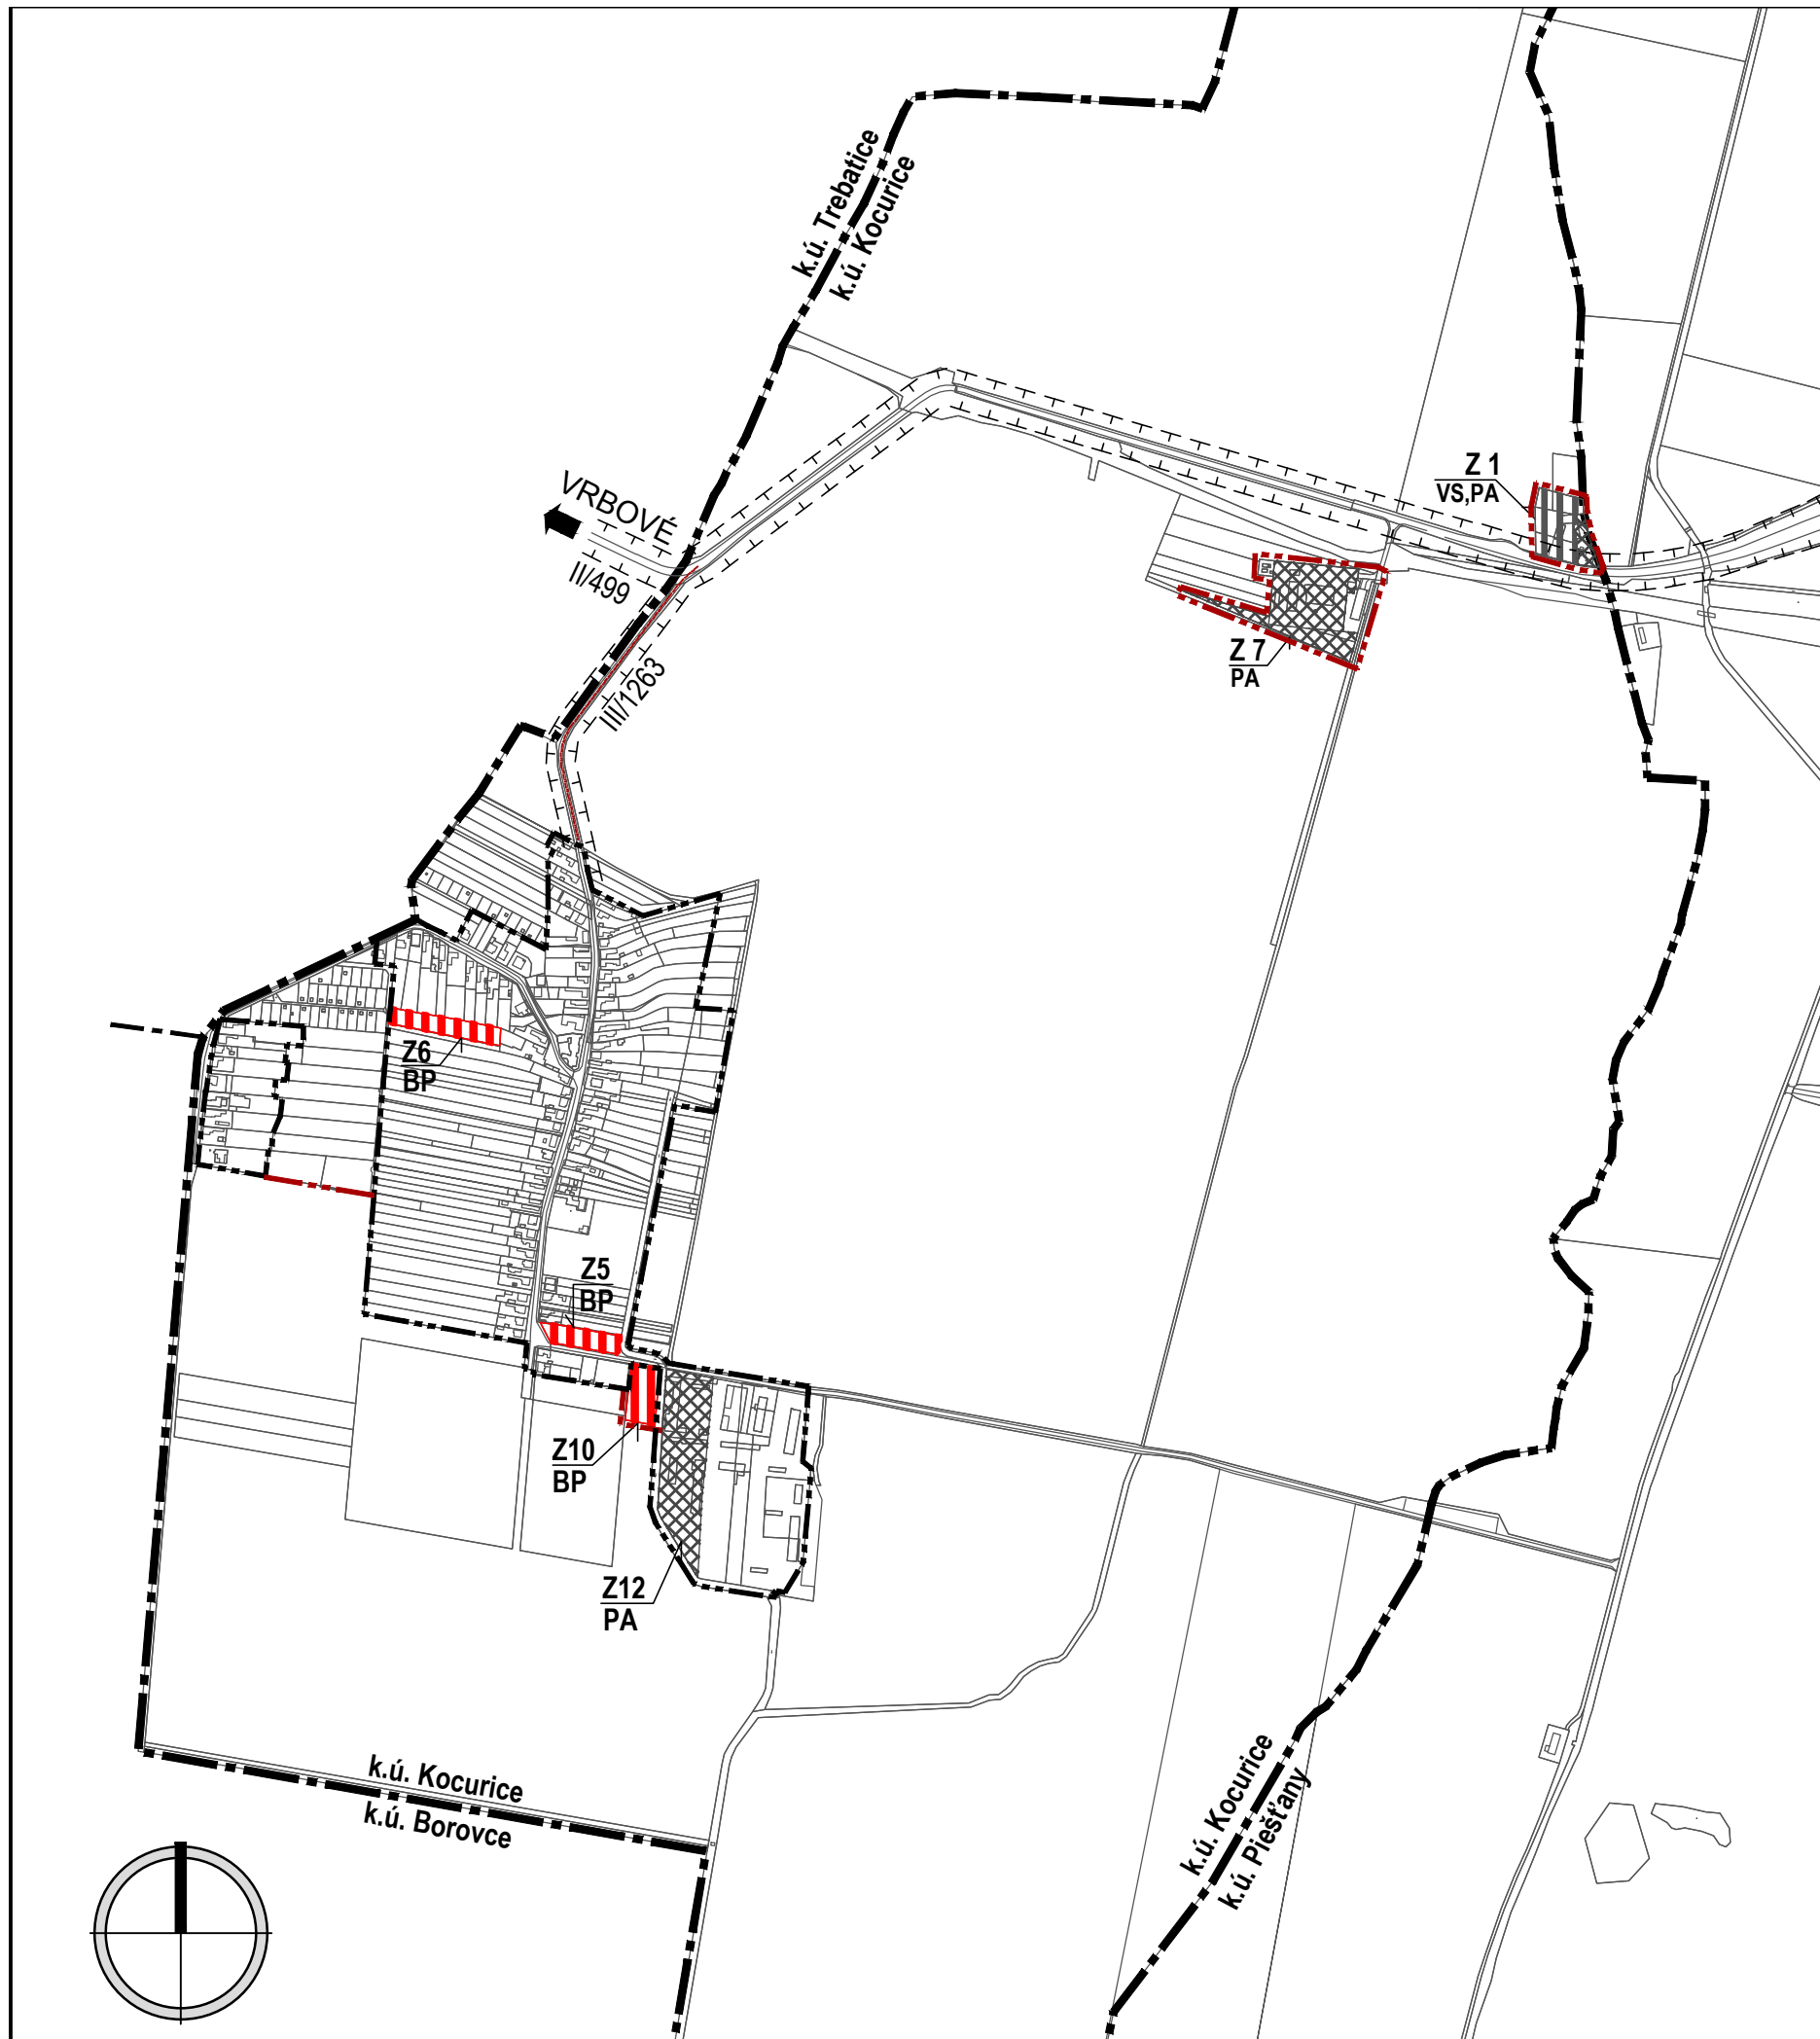 k.ú. Trebatice
k.ú. Kocurice
VRBOVÉ
II/499
III/1263
Z 1
VS,PA
Z 7
PA
Z6
BP
Z5
BP
Z10
BP
Z12
PA
k.ú. Kocurice
k.ú. Borovce
k.ú. Kocurice
k.ú. Piešťany